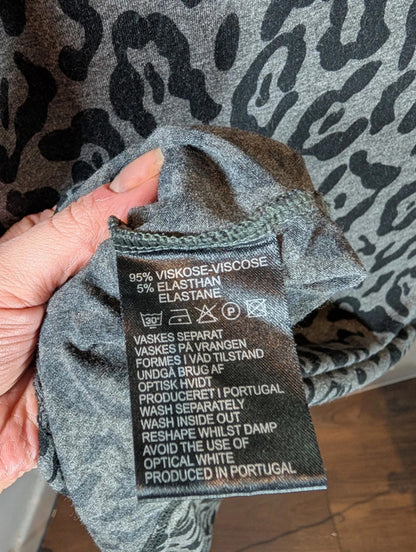 95% VISKOSE-VISCOSE
5% ELASTHAN
ELASTANE
30° P
VASKES SEPARAT
VASKES PÅ VRANGEN
FORMES I VÅD TILSTAND
UNDGÅ BRUG AF
OPTISK HVIDT
PRODUCERET I PORTUGAL
WASH SEPARATELY
WASH INSIDE OUT
RESHAPE WHILST DAMP
AVOID THE USE OF
OPTICAL WHITE
PRODUCED IN PORTUGAL